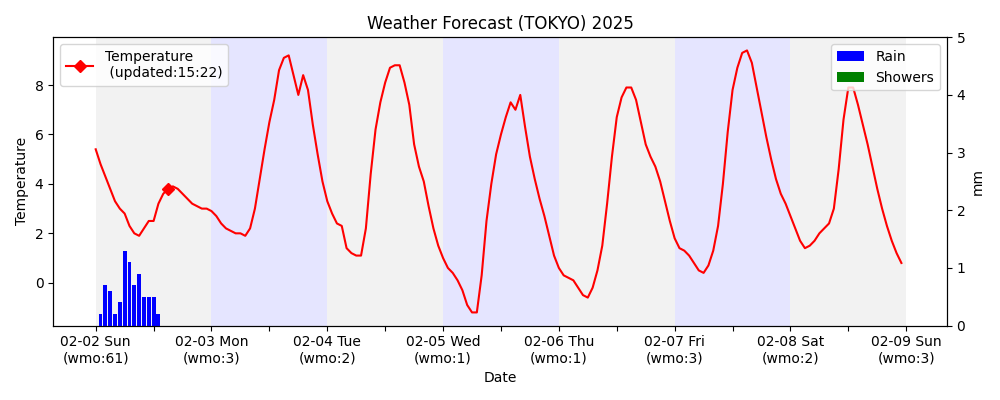 Weather Forecast (TOKYO) 2025
Temperature
(updated:15:22)
Rain
Showers
Temperature
8
6
4
2
0
5
4
3
2
1
0
mm
02-02 Sun
(wmo:61)
02-03 Mon
(wmo:3)
02-04 Tue
(wmo:2)
02-05 Wed
(wmo:1)
02-06 Thu
(wmo:1)
02-07 Fri
(wmo:3)
02-08 Sat
(wmo:2)
02-09 Sun
(wmo:3)
Date